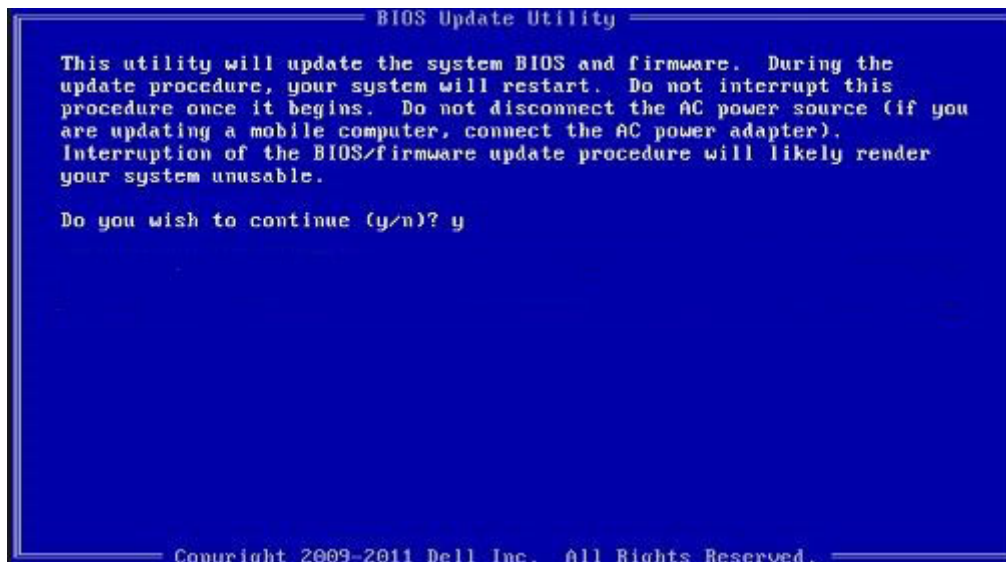 BIOS Update Utility
This utility will update the system BIOS and firmware. During the
update procedure, your system will restart. Do not interrupt this
procedure once it begins. Do not disconnect the AC power source (if you
are updating a mobile computer, connect the AC power adapter).
Interruption of the BIOS/firmware update procedure will likely render
your system unusable.
Do you wish to continue (y/n)? y
Copyright 2009-2011 Dell Inc. All Rights Reserved.